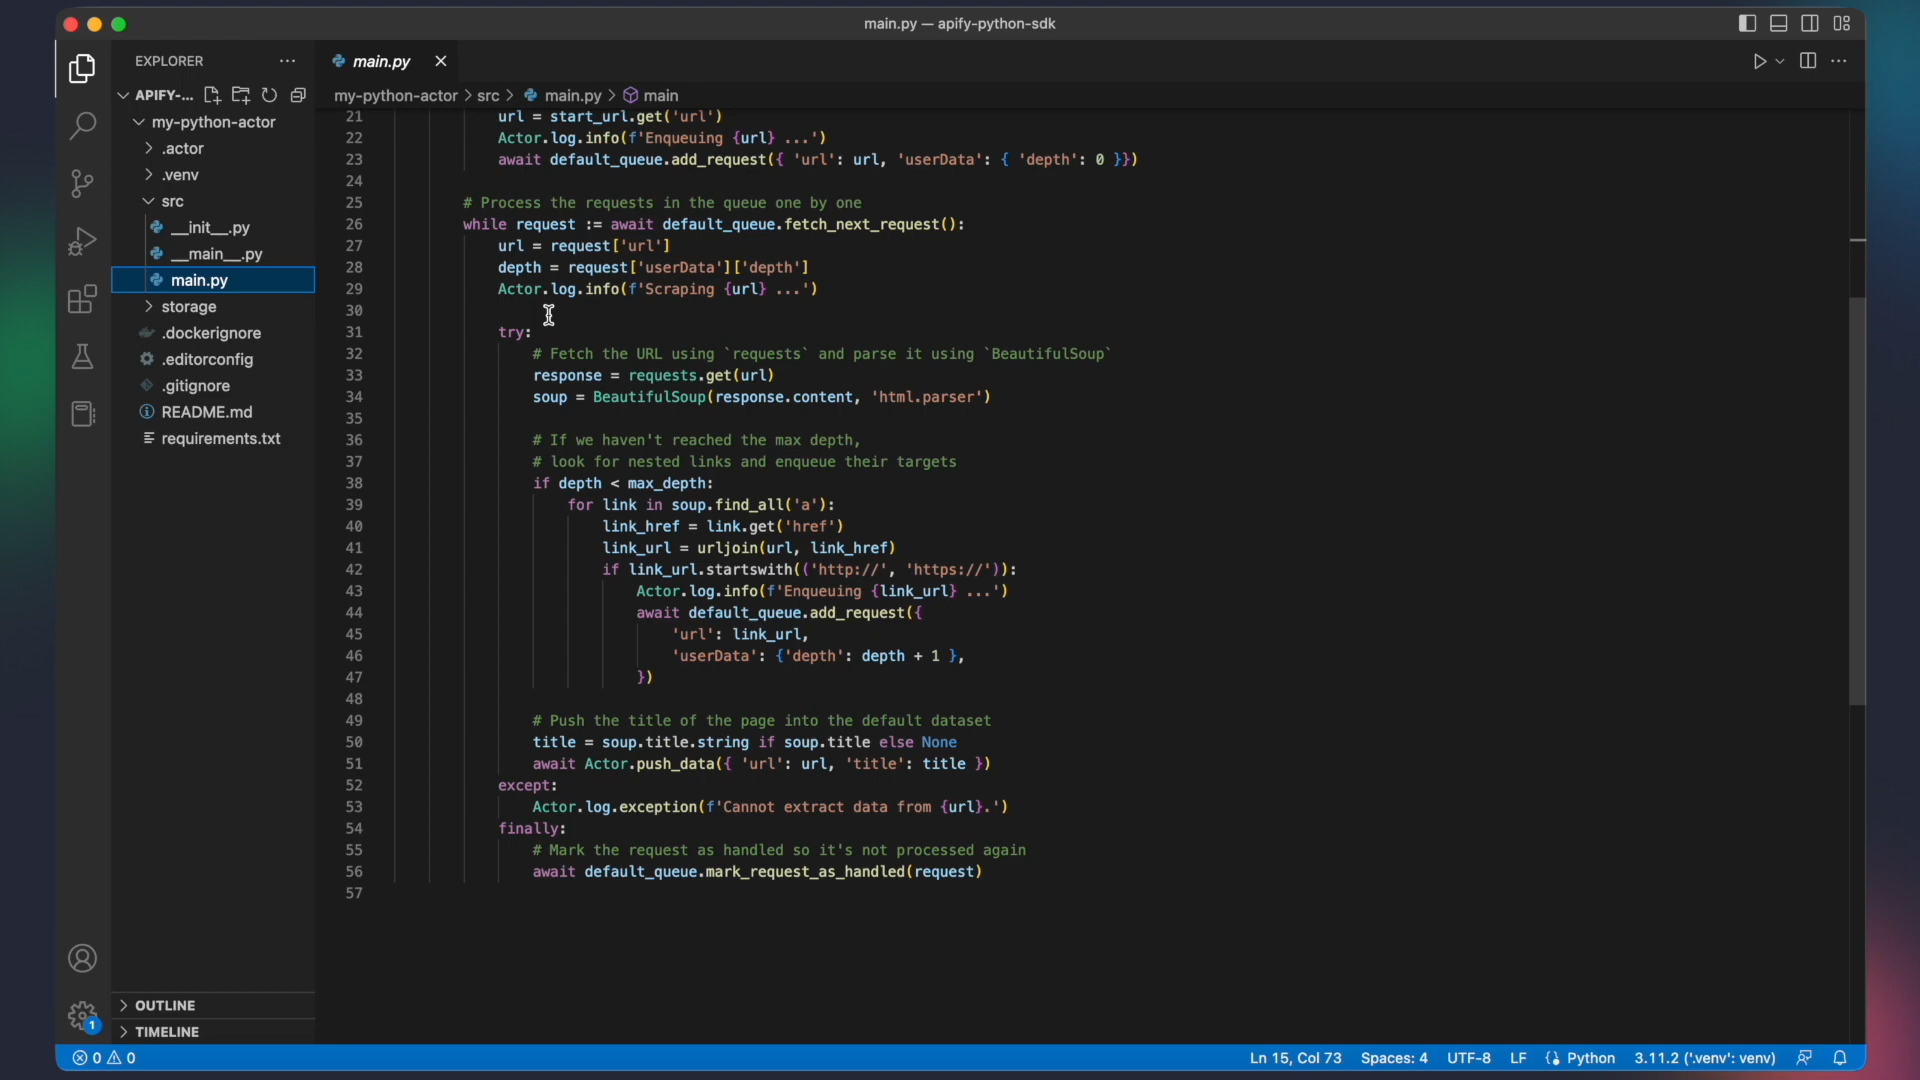 main.py — apify-python-sdk
EXPLORER
main.py
APIFY-...
my-python-actor > src > main.py > main
my-python-actor
.actor
.venv
src
__init__.py
__main__.py
main.py
storage
.dockerignore
.editorconfig
.gitignore
README.md
requirements.txt
21 url = start_url.get('url')
22 Actor.log.info(f'Enqueuing {url} ...')
23 await default_queue.add_request({ 'url': url, 'userData': { 'depth': 0 }})
24
25 # Process the requests in the queue one by one
26 while request := await default_queue.fetch_next_request():
27 url = request['url']
28 depth = request['userData']['depth']
29 Actor.log.info(f'Scraping {url} ...')
30
31 try:
32 # Fetch the URL using `requests` and parse it using `BeautifulSoup`
33 response = requests.get(url)
34 soup = BeautifulSoup(response.content, 'html.parser')
35
36 # If we haven't reached the max depth,
37 # look for nested links and enqueue their targets
38 if depth < max_depth:
39 for link in soup.find_all('a'):
40 link_href = link.get('href')
41 link_url = urljoin(url, link_href)
42 if link_url.startswith(('http://', 'https://')):
43 Actor.log.info(f'Enqueuing {link_url} ...')
44 await default_queue.add_request({
45 'url': link_url,
46 'userData': {'depth': depth + 1 },
47 })
48
49 # Push the title of the page into the default dataset
50 title = soup.title.string if soup.title else None
51 await Actor.push_data({ 'url': url, 'title': title })
52 except:
53 Actor.log.exception(f'Cannot extract data from {url}.')
54 finally:
55 # Mark the request as handled so it's not processed again
56 await default_queue.mark_request_as_handled(request)
57
OUTLINE
1
TIMELINE
0 0
Ln 15, Col 73 Spaces: 4 UTF-8 LF Python 3.11.2 ('.venv': venv)